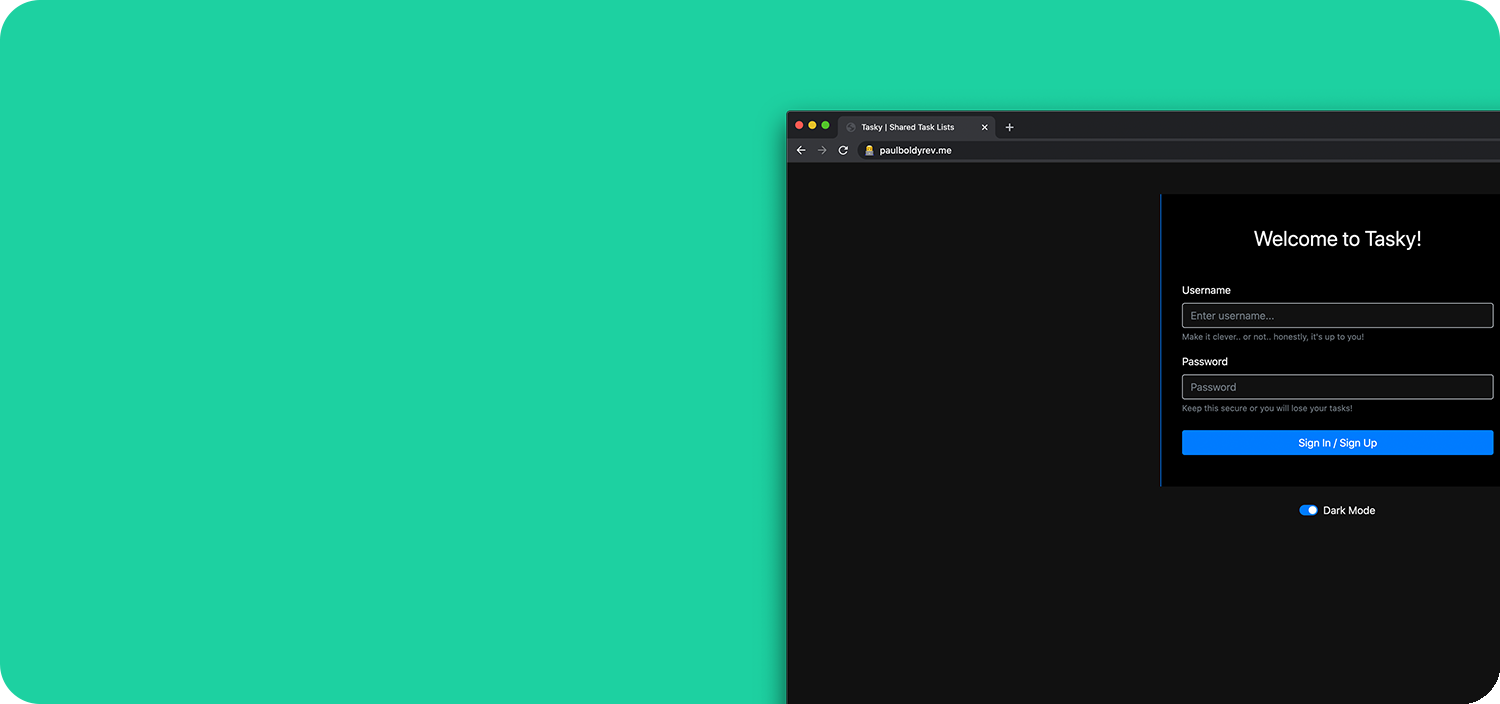 Tasky | Shared Task Lists
paulboldyrev.me
Welcome to Tasky!
Username
Enter username...
Make it clever.. or not.. honestly, it's up to you!
Password
Password
Keep this secure or you will lose your tasks!
Sign In / Sign Up
Dark Mode